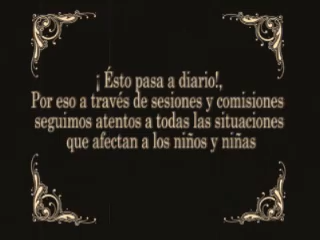 ¡ Ésto pasa a diario!,
Por eso a través de sesiones y comisiones
seguimos atentos a todas las situaciones
que afectan a los niños y niñas